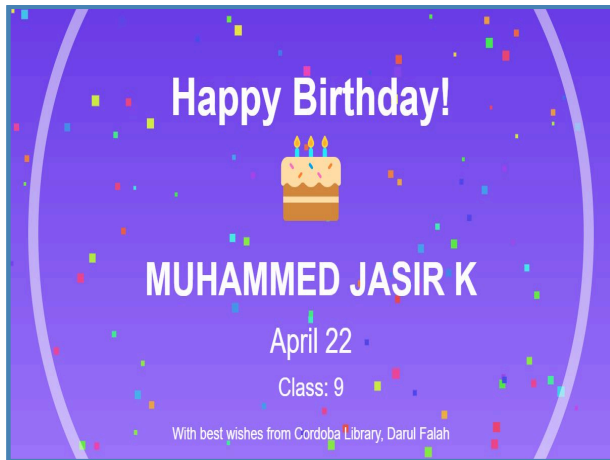 Happy Birthday!
MUHAMMED JASIR K
April 22
Class: 9
With best wishes from Cordoba Library, Darul Falah